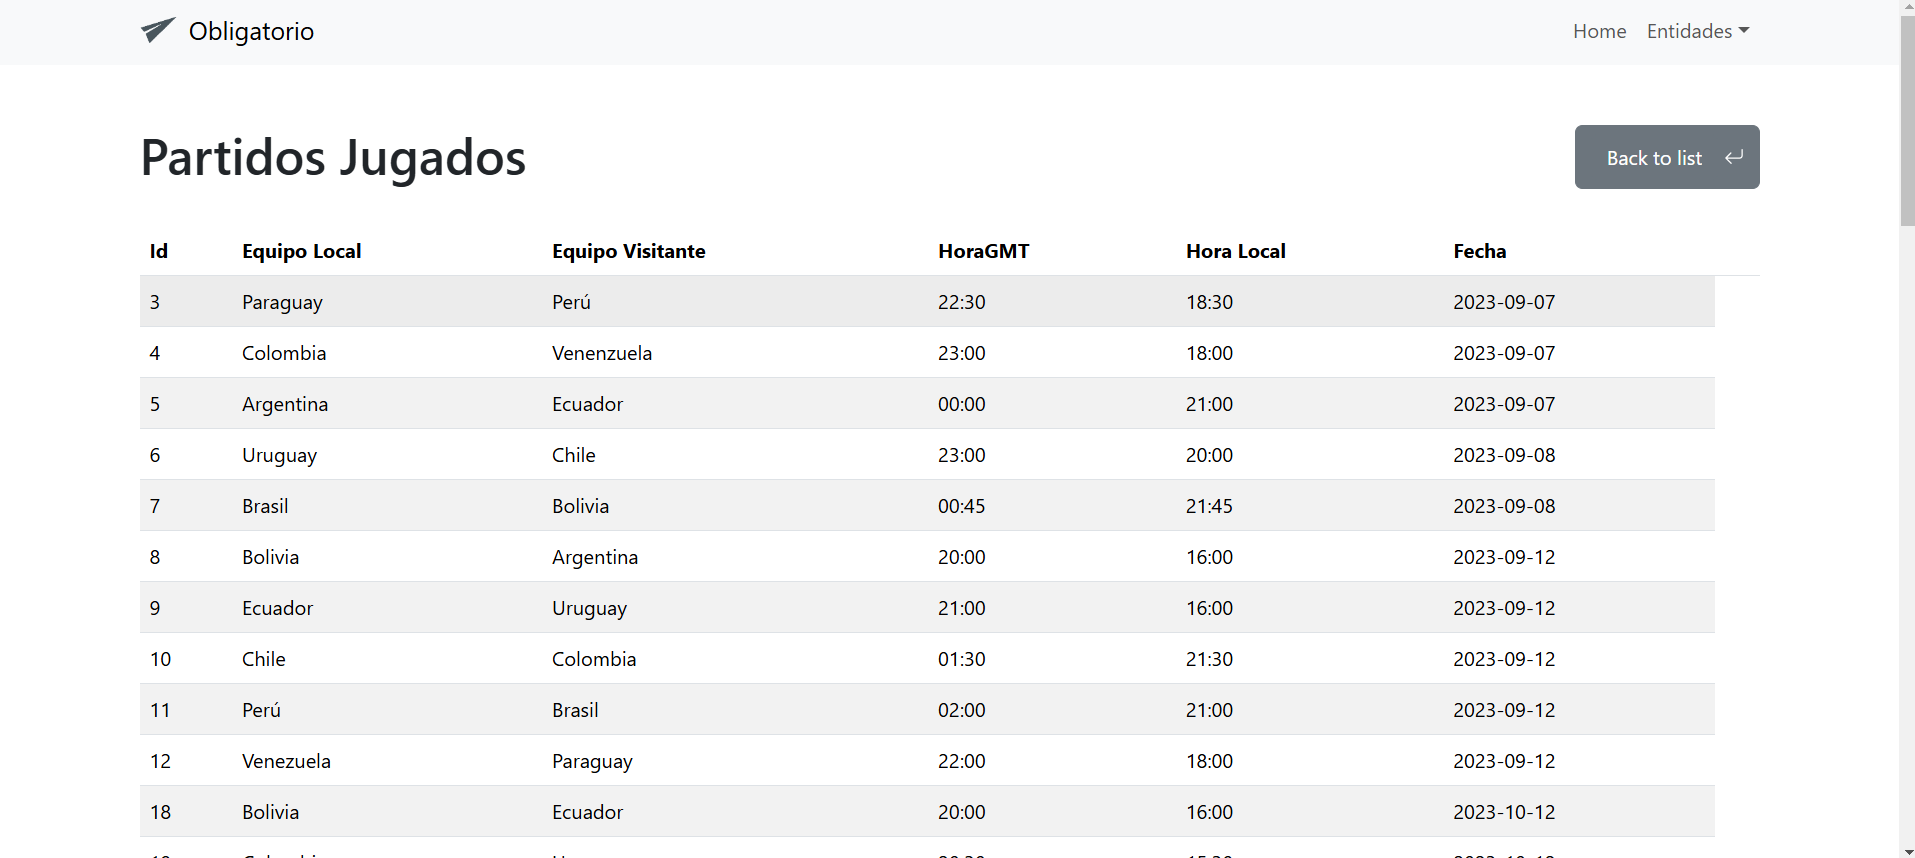 Obligatorio Home Entidades
Partidos Jugados Back to list
Id Equipo Local Equipo Visitante HoraGMT Hora Local Fecha
3 Paraguay Perú 22:30 18:30 2023-09-07
4 Colombia Venenzuela 23:00 18:00 2023-09-07
5 Argentina Ecuador 00:00 21:00 2023-09-07
6 Uruguay Chile 23:00 20:00 2023-09-08
7 Brasil Bolivia 00:45 21:45 2023-09-08
8 Bolivia Argentina 20:00 16:00 2023-09-12
9 Ecuador Uruguay 21:00 16:00 2023-09-12
10 Chile Colombia 01:30 21:30 2023-09-12
11 Perú Brasil 02:00 21:00 2023-09-12
12 Venezuela Paraguay 22:00 18:00 2023-09-12
18 Bolivia Ecuador 20:00 16:00 2023-10-12